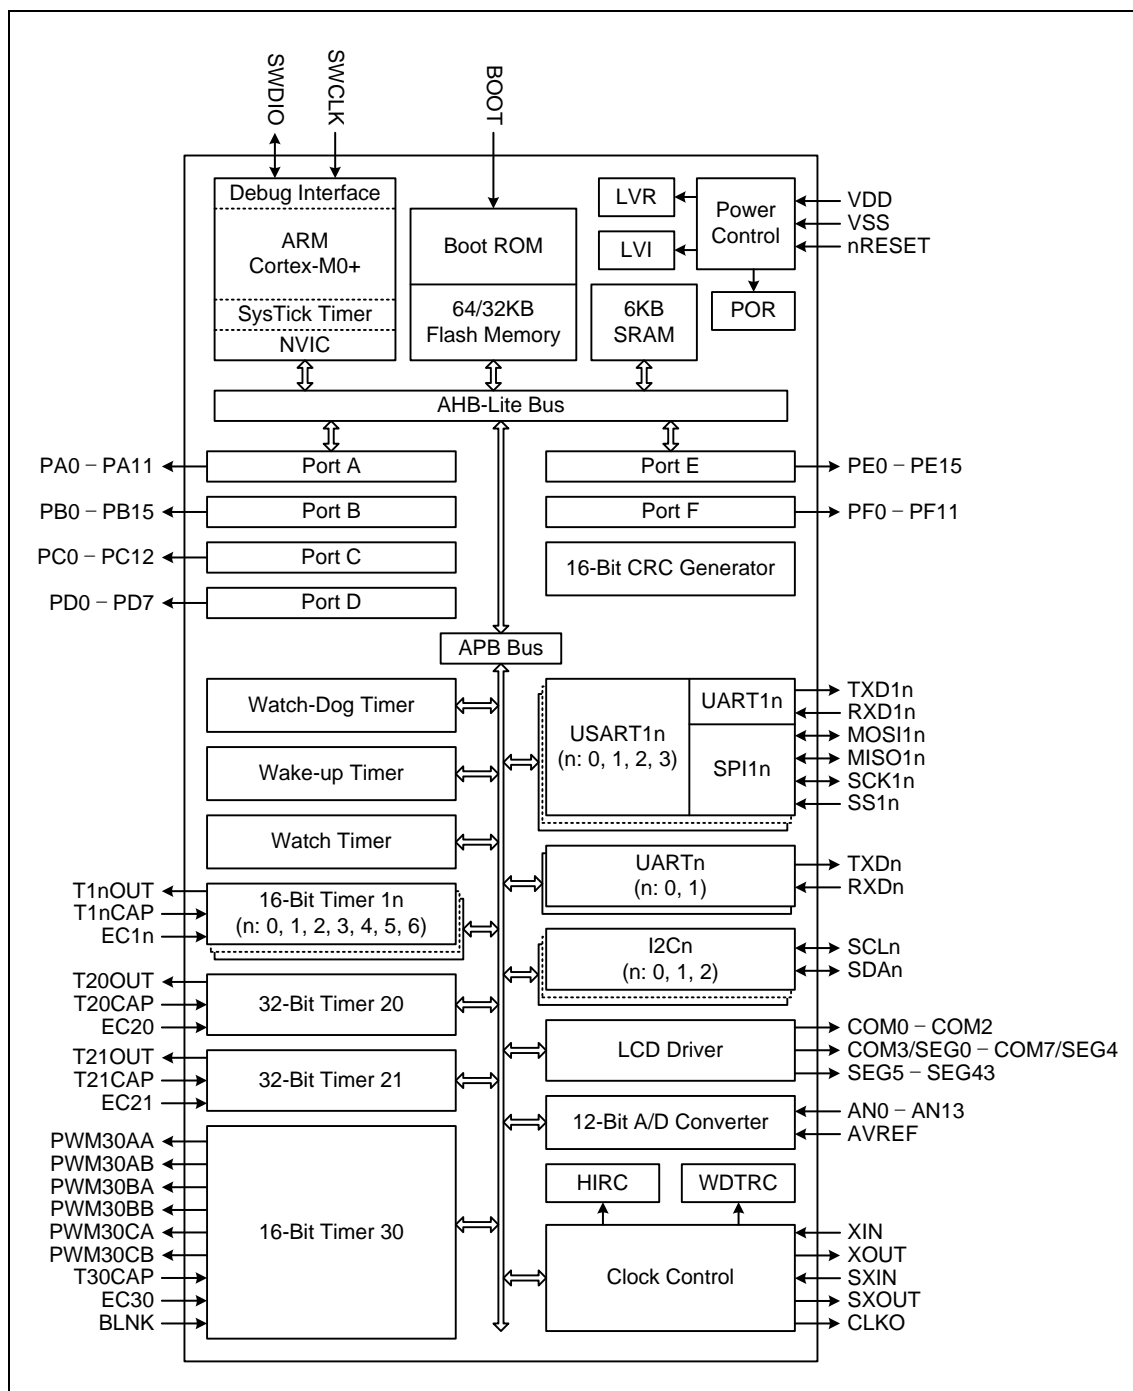 SWDIO
SWCLK
BOOT
Debug Interface
ARM
Cortex-M0+
SysTick Timer
NVIC
Boot ROM
64/32KB
Flash Memory
LVR
LVI
Power
Control
VDD
VSS
nRESET
POR
6KB
SRAM
AHB-Lite Bus
PA0 – PA11
Port A
PB0 – PB15
Port B
PC0 – PC12
Port C
PD0 – PD7
Port D
Port E
PE0 – PE15
Port F
PF0 – PF11
16-Bit CRC Generator
APB Bus
Watch-Dog Timer
Wake-up Timer
Watch Timer
T1nOUT
T1nCAP
EC1n
16-Bit Timer 1n
(n: 0, 1, 2, 3, 4, 5, 6)
T20OUT
T20CAP
EC20
32-Bit Timer 20
T21OUT
T21CAP
EC21
32-Bit Timer 21
PWM30AA
PWM30AB
PWM30BA
PWM30BB
PWM30CA
PWM30CB
T30CAP
EC30
BLNK
16-Bit Timer 30
USART1n
(n: 0, 1, 2, 3)
UART1n
SPI1n
TXD1n
RXD1n
MOSI1n
MISO1n
SCK1n
SS1n
UARTn
(n: 0, 1)
TXDn
RXDn
I2Cn
(n: 0, 1, 2)
SCLn
SDAn
LCD Driver
COM0 – COM2
COM3/SEG0 – COM7/SEG4
SEG5 – SEG43
12-Bit A/D Converter
AN0 – AN13
AVREF
HIRC
WDTRC
Clock Control
XIN
XOUT
SXIN
SXOUT
CLKO